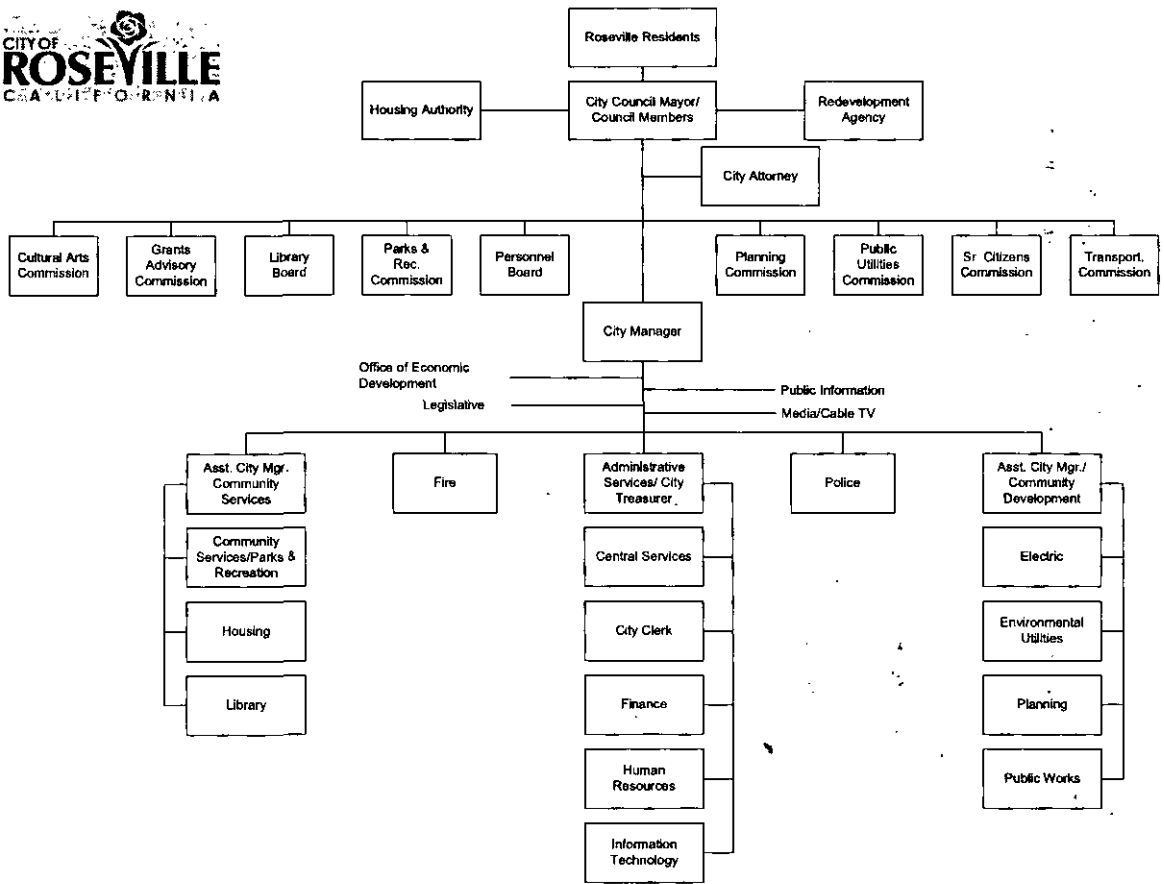 CITY OF
ROSEVILLE
CALIFORNIA
Roseville Residents
Housing Authority
City Council Mayor/
Council Members
Redevelopment
Agency
City Attorney
Cultural Arts
Commission
Grants
Advisory
Commission
Library
Board
Parks &
Rec.
Commission
Personnel
Board
Planning
Commission
Public
Utilities
Commission
Sr Citizens
Commission
Transport.
Commission
City Manager
Office of Economic
Development
Public Information
Legislative
Media/Cable TV
Asst. City Mgr.
Community
Services
Fire
Administrative
Services/ City
Treasurer
Police
Asst. City Mgr./
Community
Development
Community
Services/Parks &
Recreation
Central Services
Electric
Housing
City Clerk
Environmental
Utilities
Library
Finance
Planning
Human
Resources
Public Works
Information
Technology